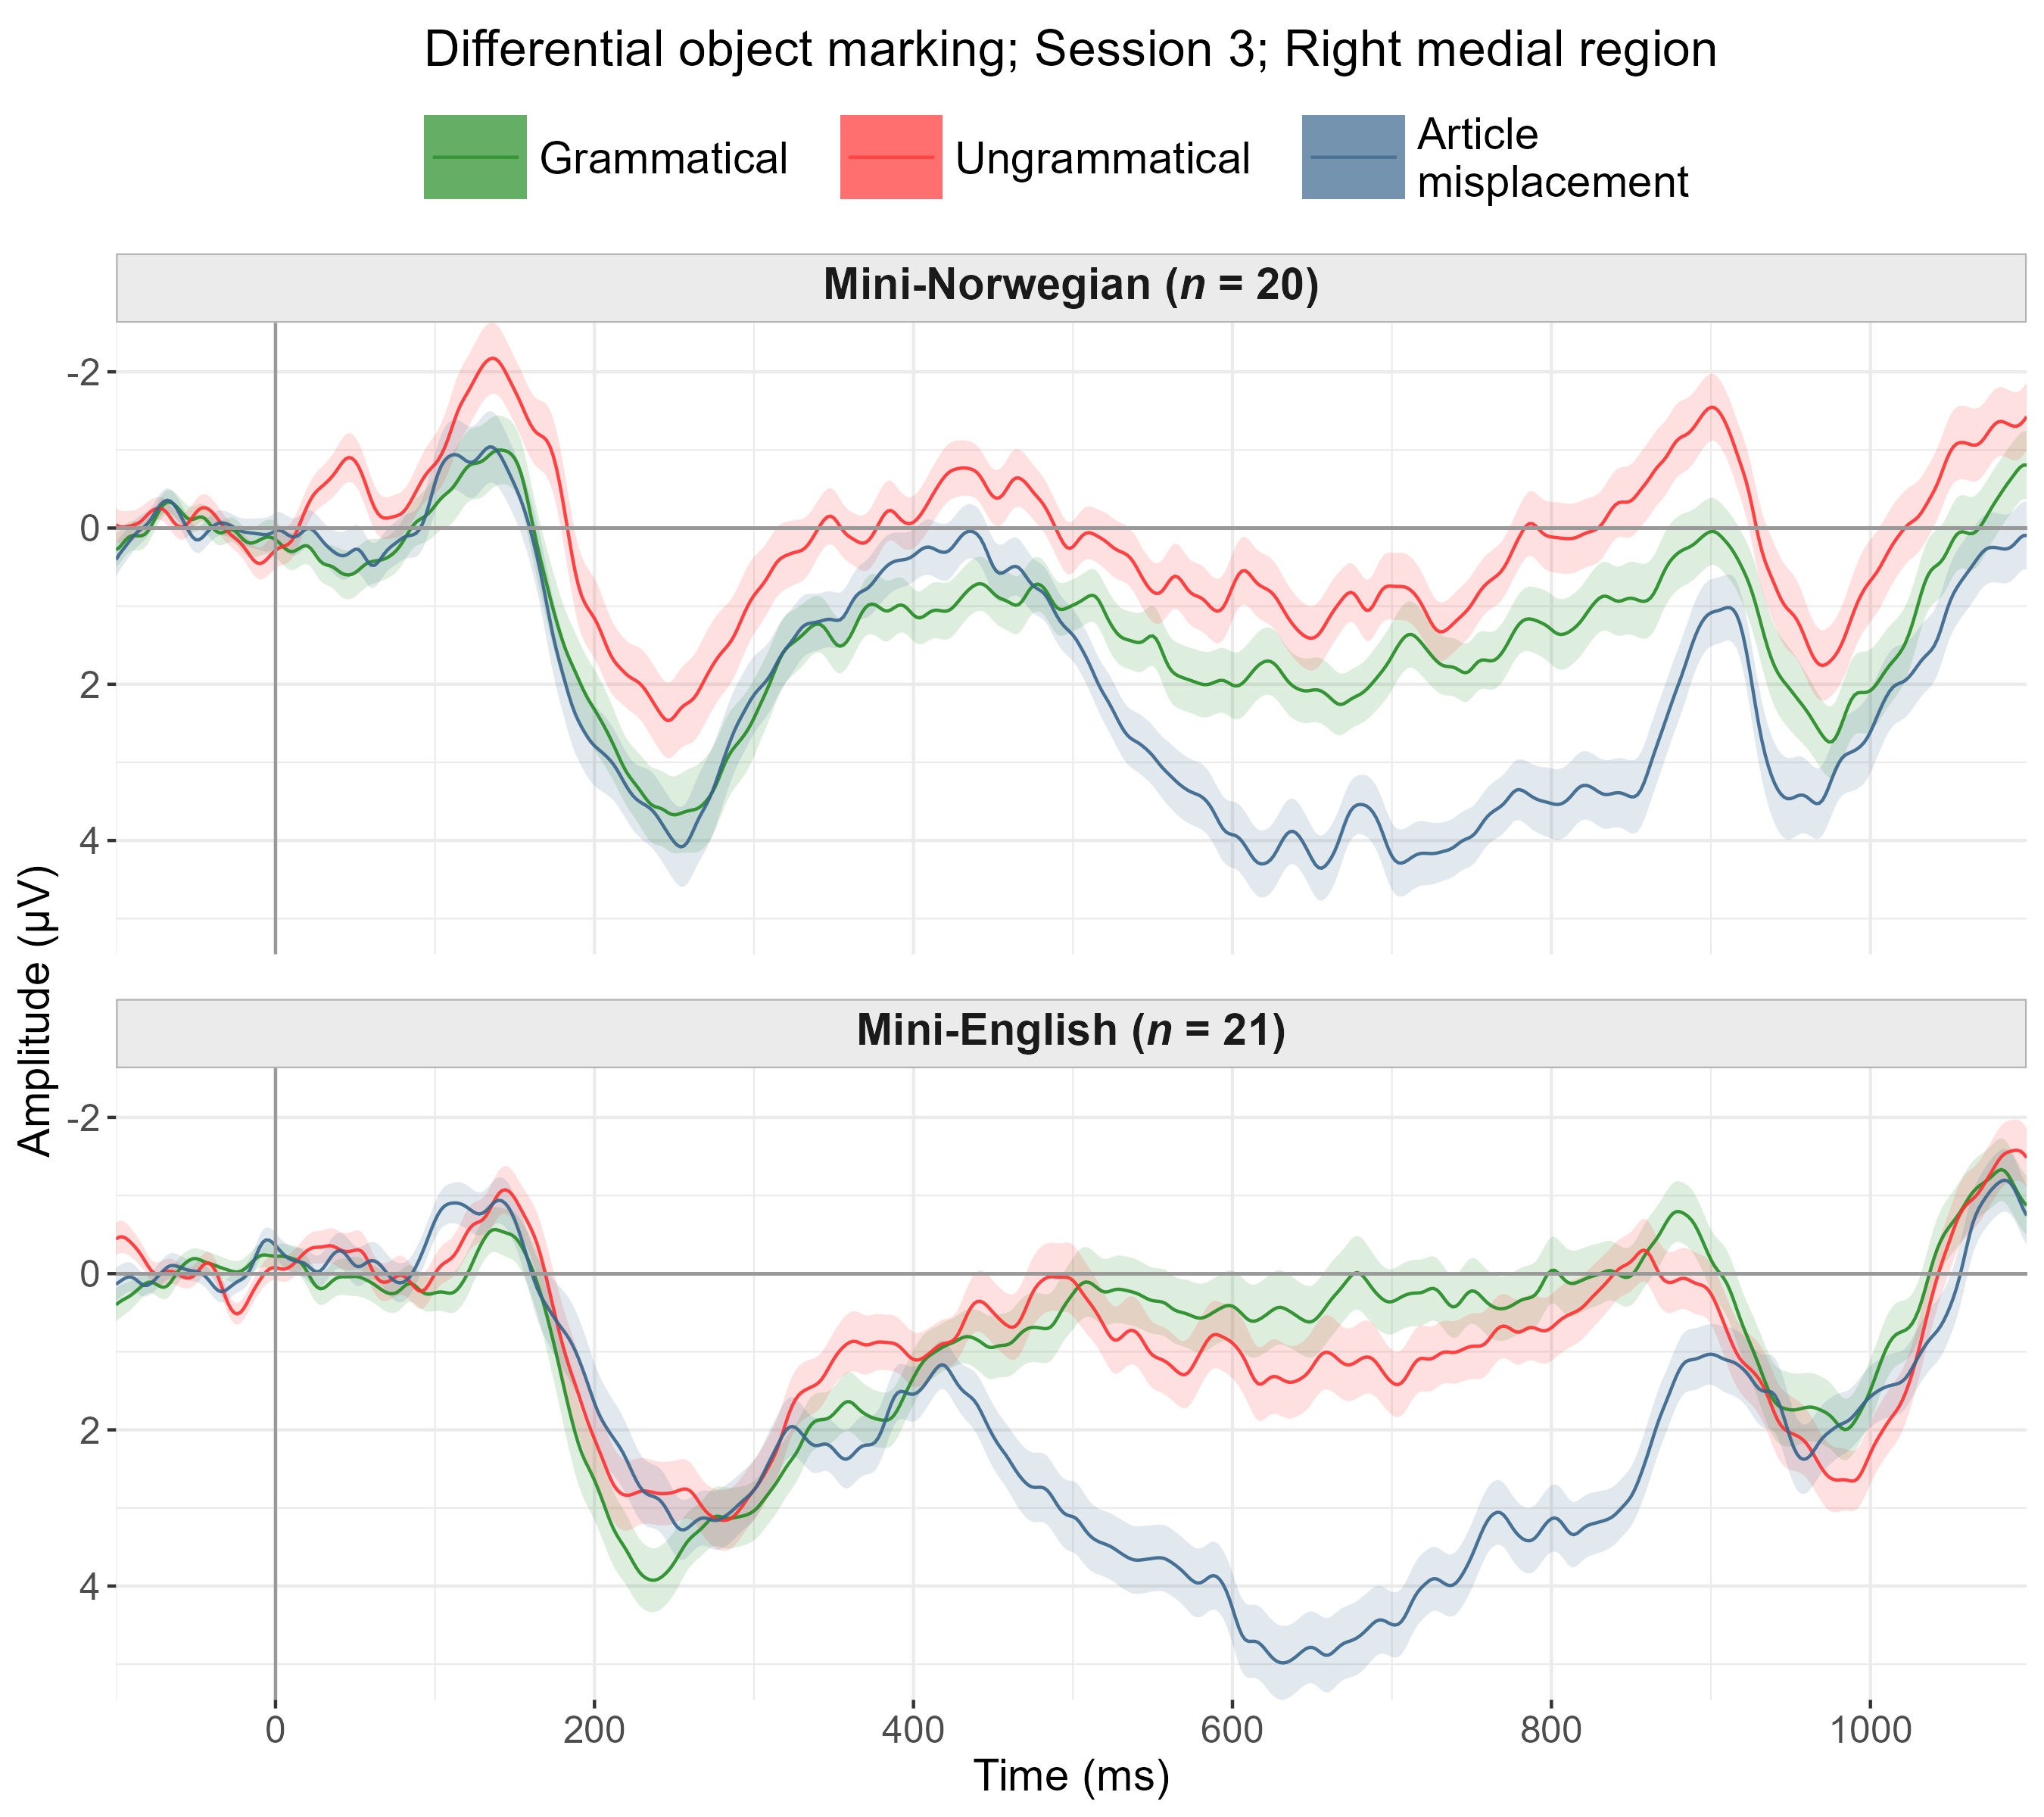 Differential object marking; Session 3; Right medial region
Grammatical
Ungrammatical
Article
misplacement
Mini-Norwegian (n = 20)
-2
0
2
4
Amplitude (µV)
Mini-English (n = 21)
-2
0
2
4
0 200 400 600 800 1000
Time (ms)